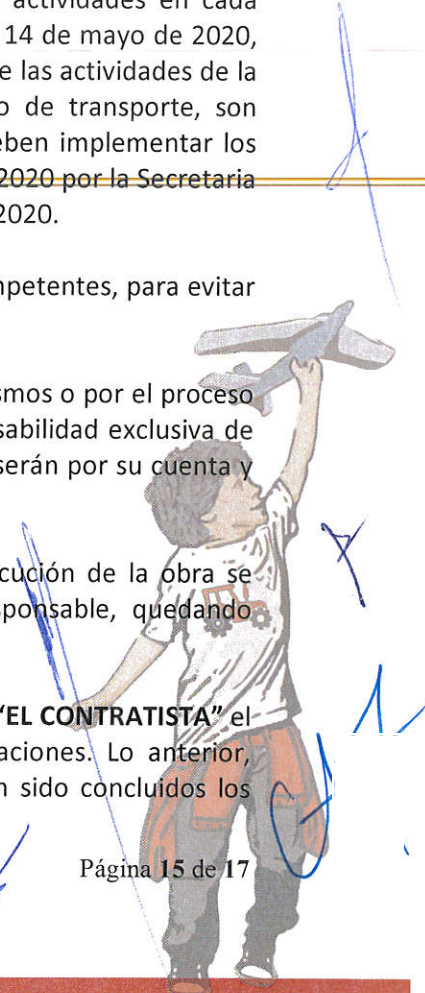 actividades en cada
14 de mayo de 2020,
e las actividades de la
o de transporte, son
eben implementar los
2020 por la Secretaria
2020.
npetentes, para evitar
smos o por el proceso
sabilidad exclusiva de
serán por su cuenta y
cución de la obra se
sponsable, quedando
"EL CONTRATISTA" el
aciones. Lo anterior,
n sido concluidos los
Página 15 de 17